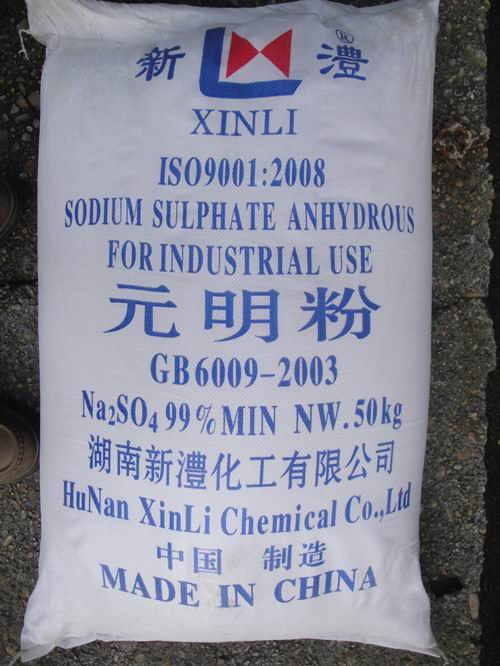 新 澧 ®
XINLI
ISO9001:2008
SODIUM SULPHATE ANHYDROUS
FOR INDUSTRIAL USE
元明粉
GB6009-2003
Na₂SO₄ 99%MIN NW.50kg
湖南新澧化工有限公司
HuNan XinLi Chemical Co.,Ltd
中国 制造
MADE IN CHINA